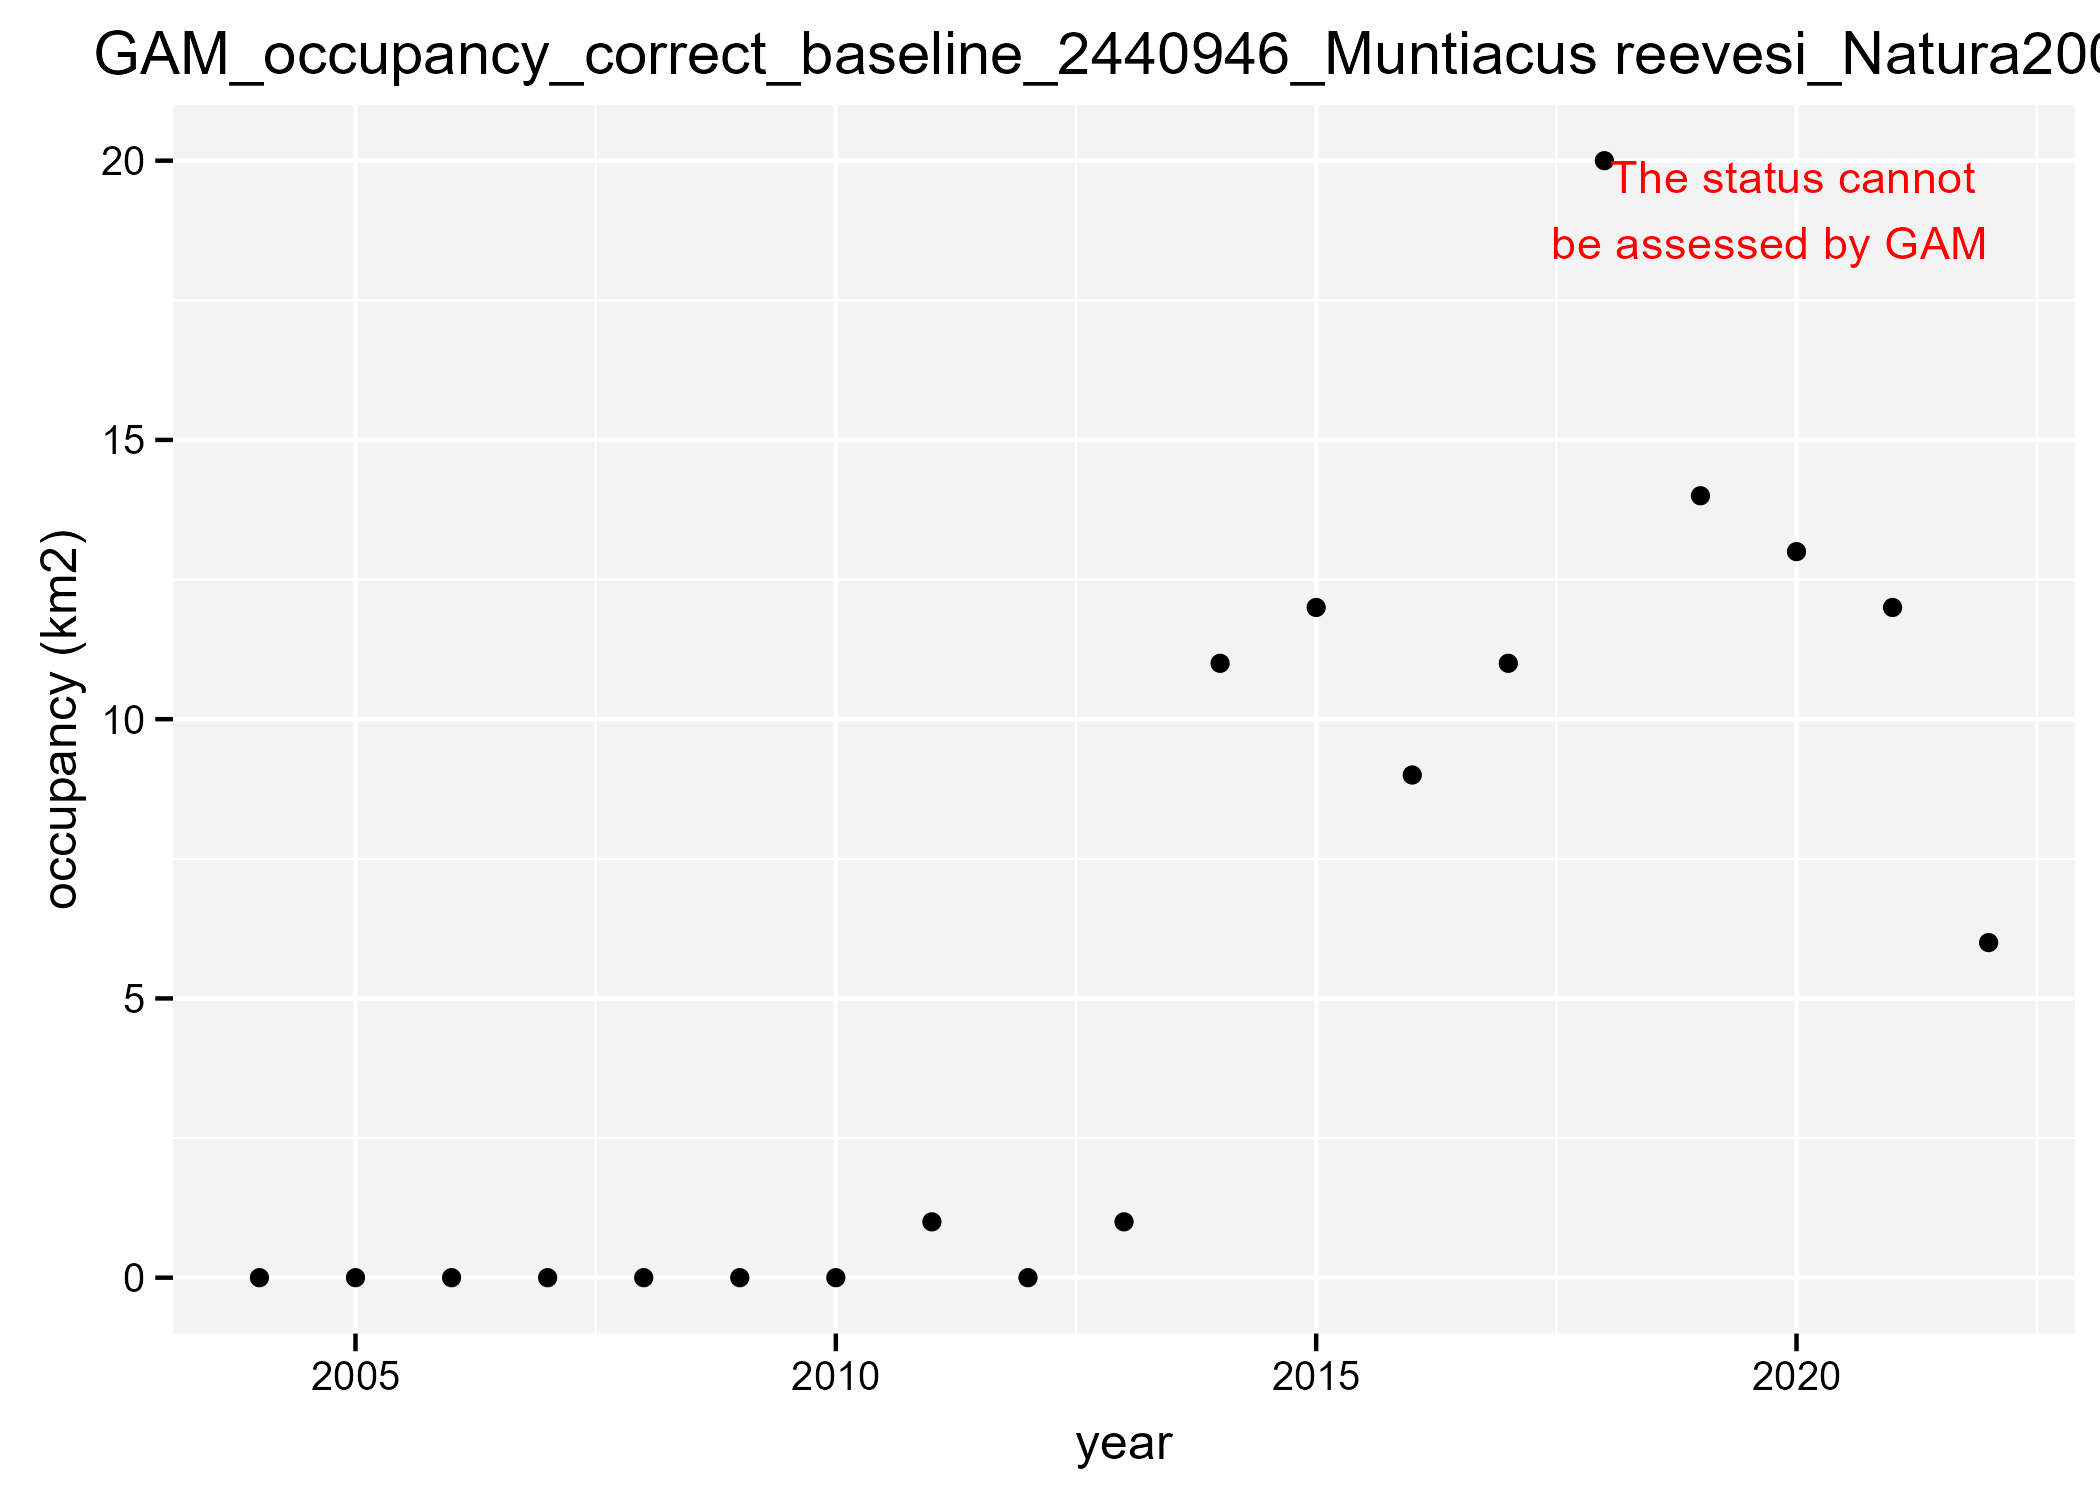 GAM_occupancy_correct_baseline_2440946_Muntiacus reevesi_Natura200
20
The status cannot
be assessed by GAM
15
occupancy (km2)
10
5
0
2005 2010 2015 2020
year